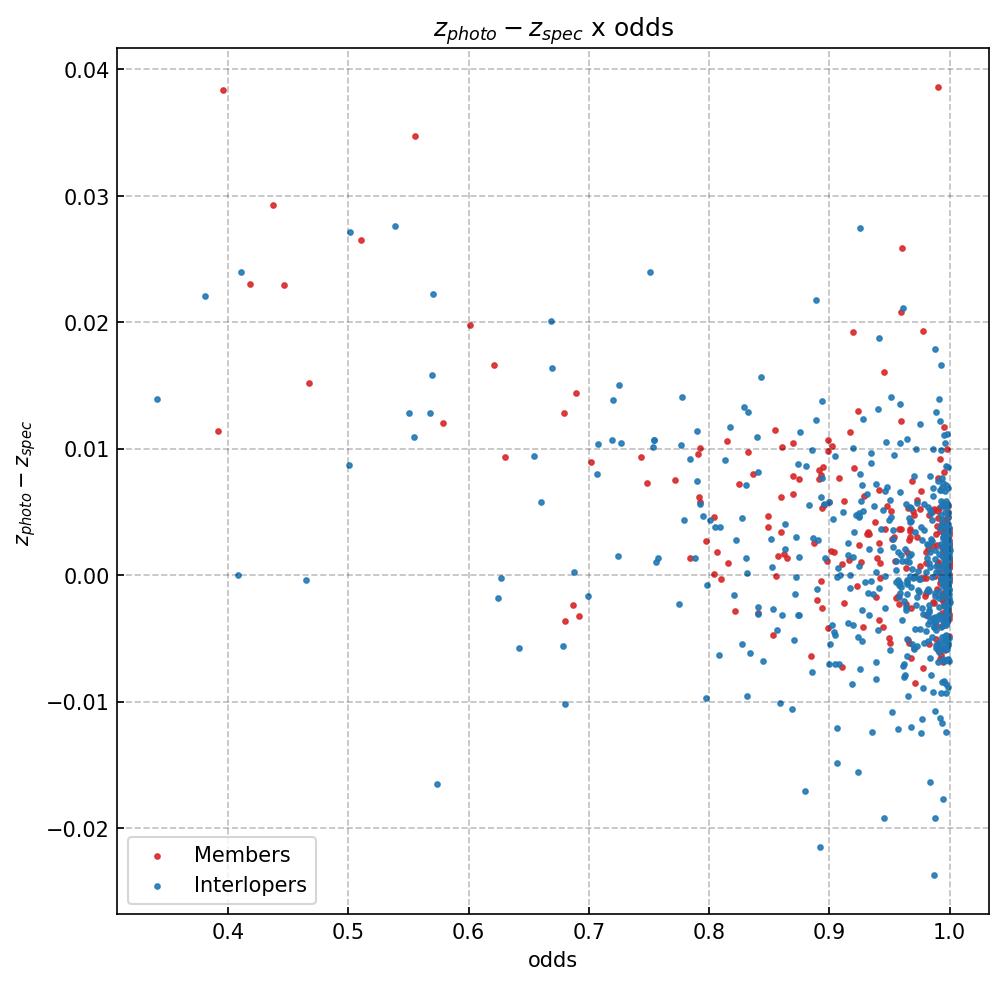 z_photo − z_spec x odds
0.04
0.03
0.02
0.01
0.00
−0.01
−0.02
z_photo − z_spec
Members
Interlopers
0.4 0.5 0.6 0.7 0.8 0.9 1.0
odds